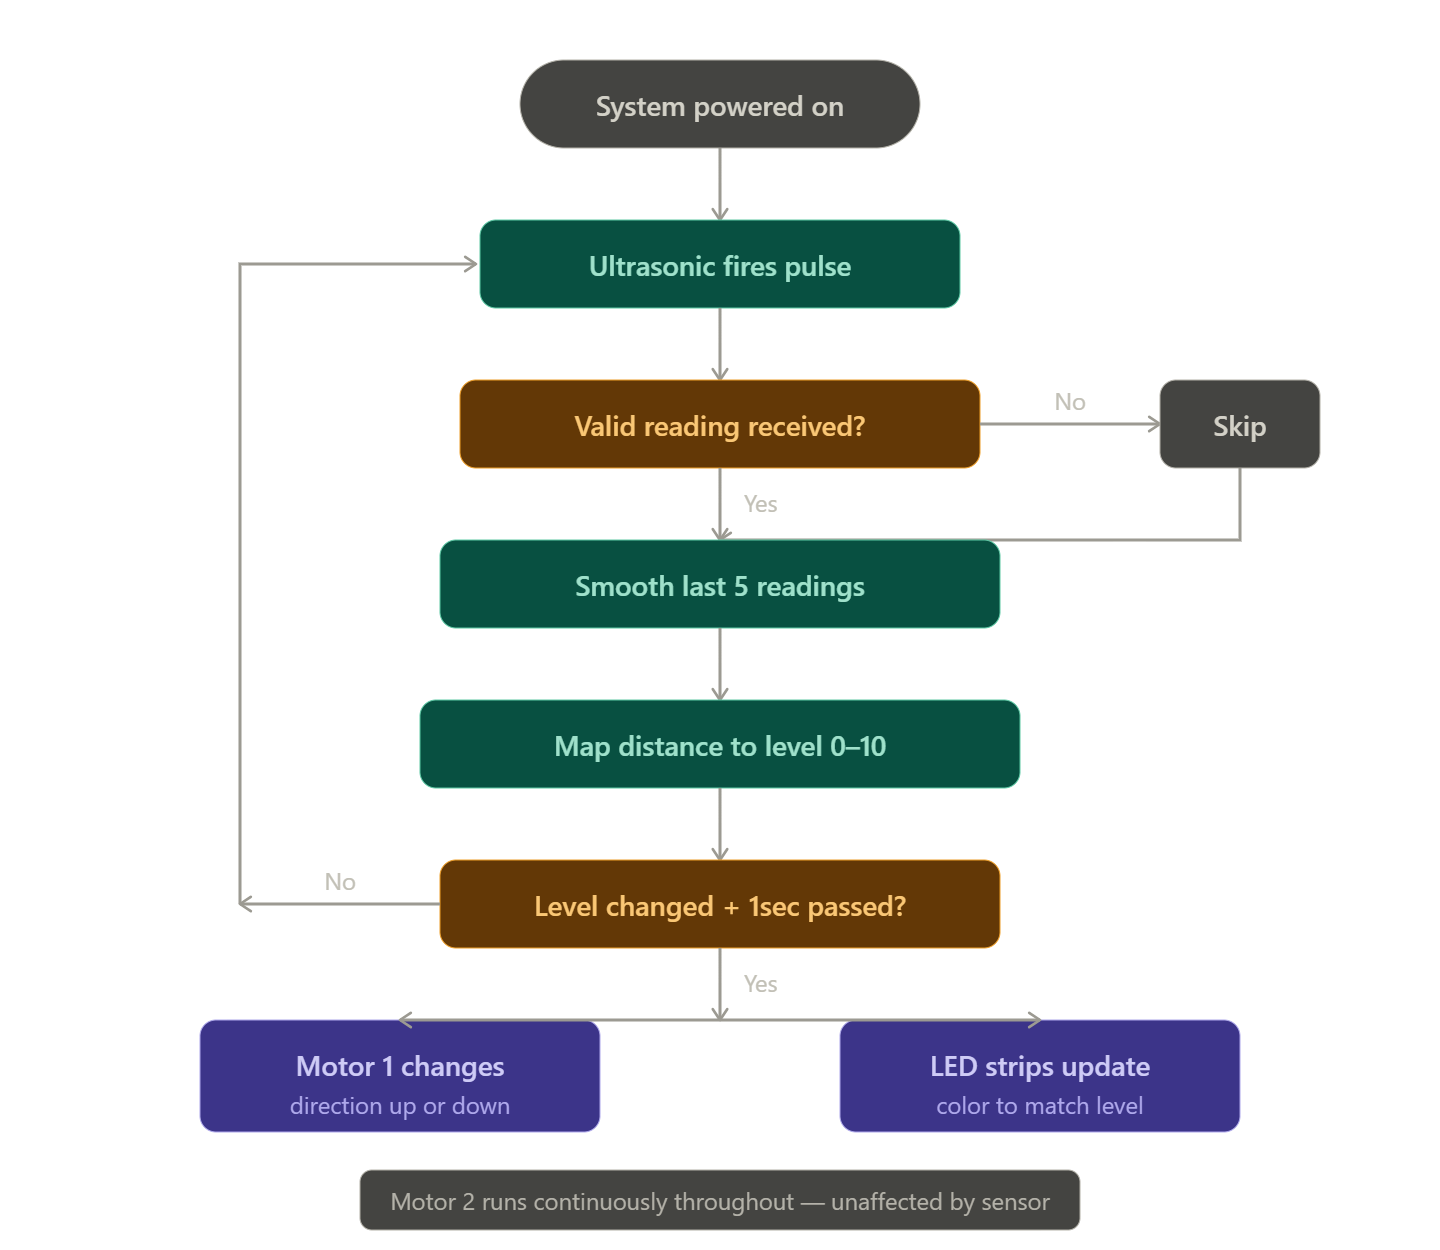 System powered on
Ultrasonic fires pulse
Valid reading received?
No
Skip
Yes
Smooth last 5 readings
Map distance to level 0–10
No
Level changed + 1sec passed?
Yes
Motor 1 changes
direction up or down
LED strips update
color to match level
Motor 2 runs continuously throughout — unaffected by sensor